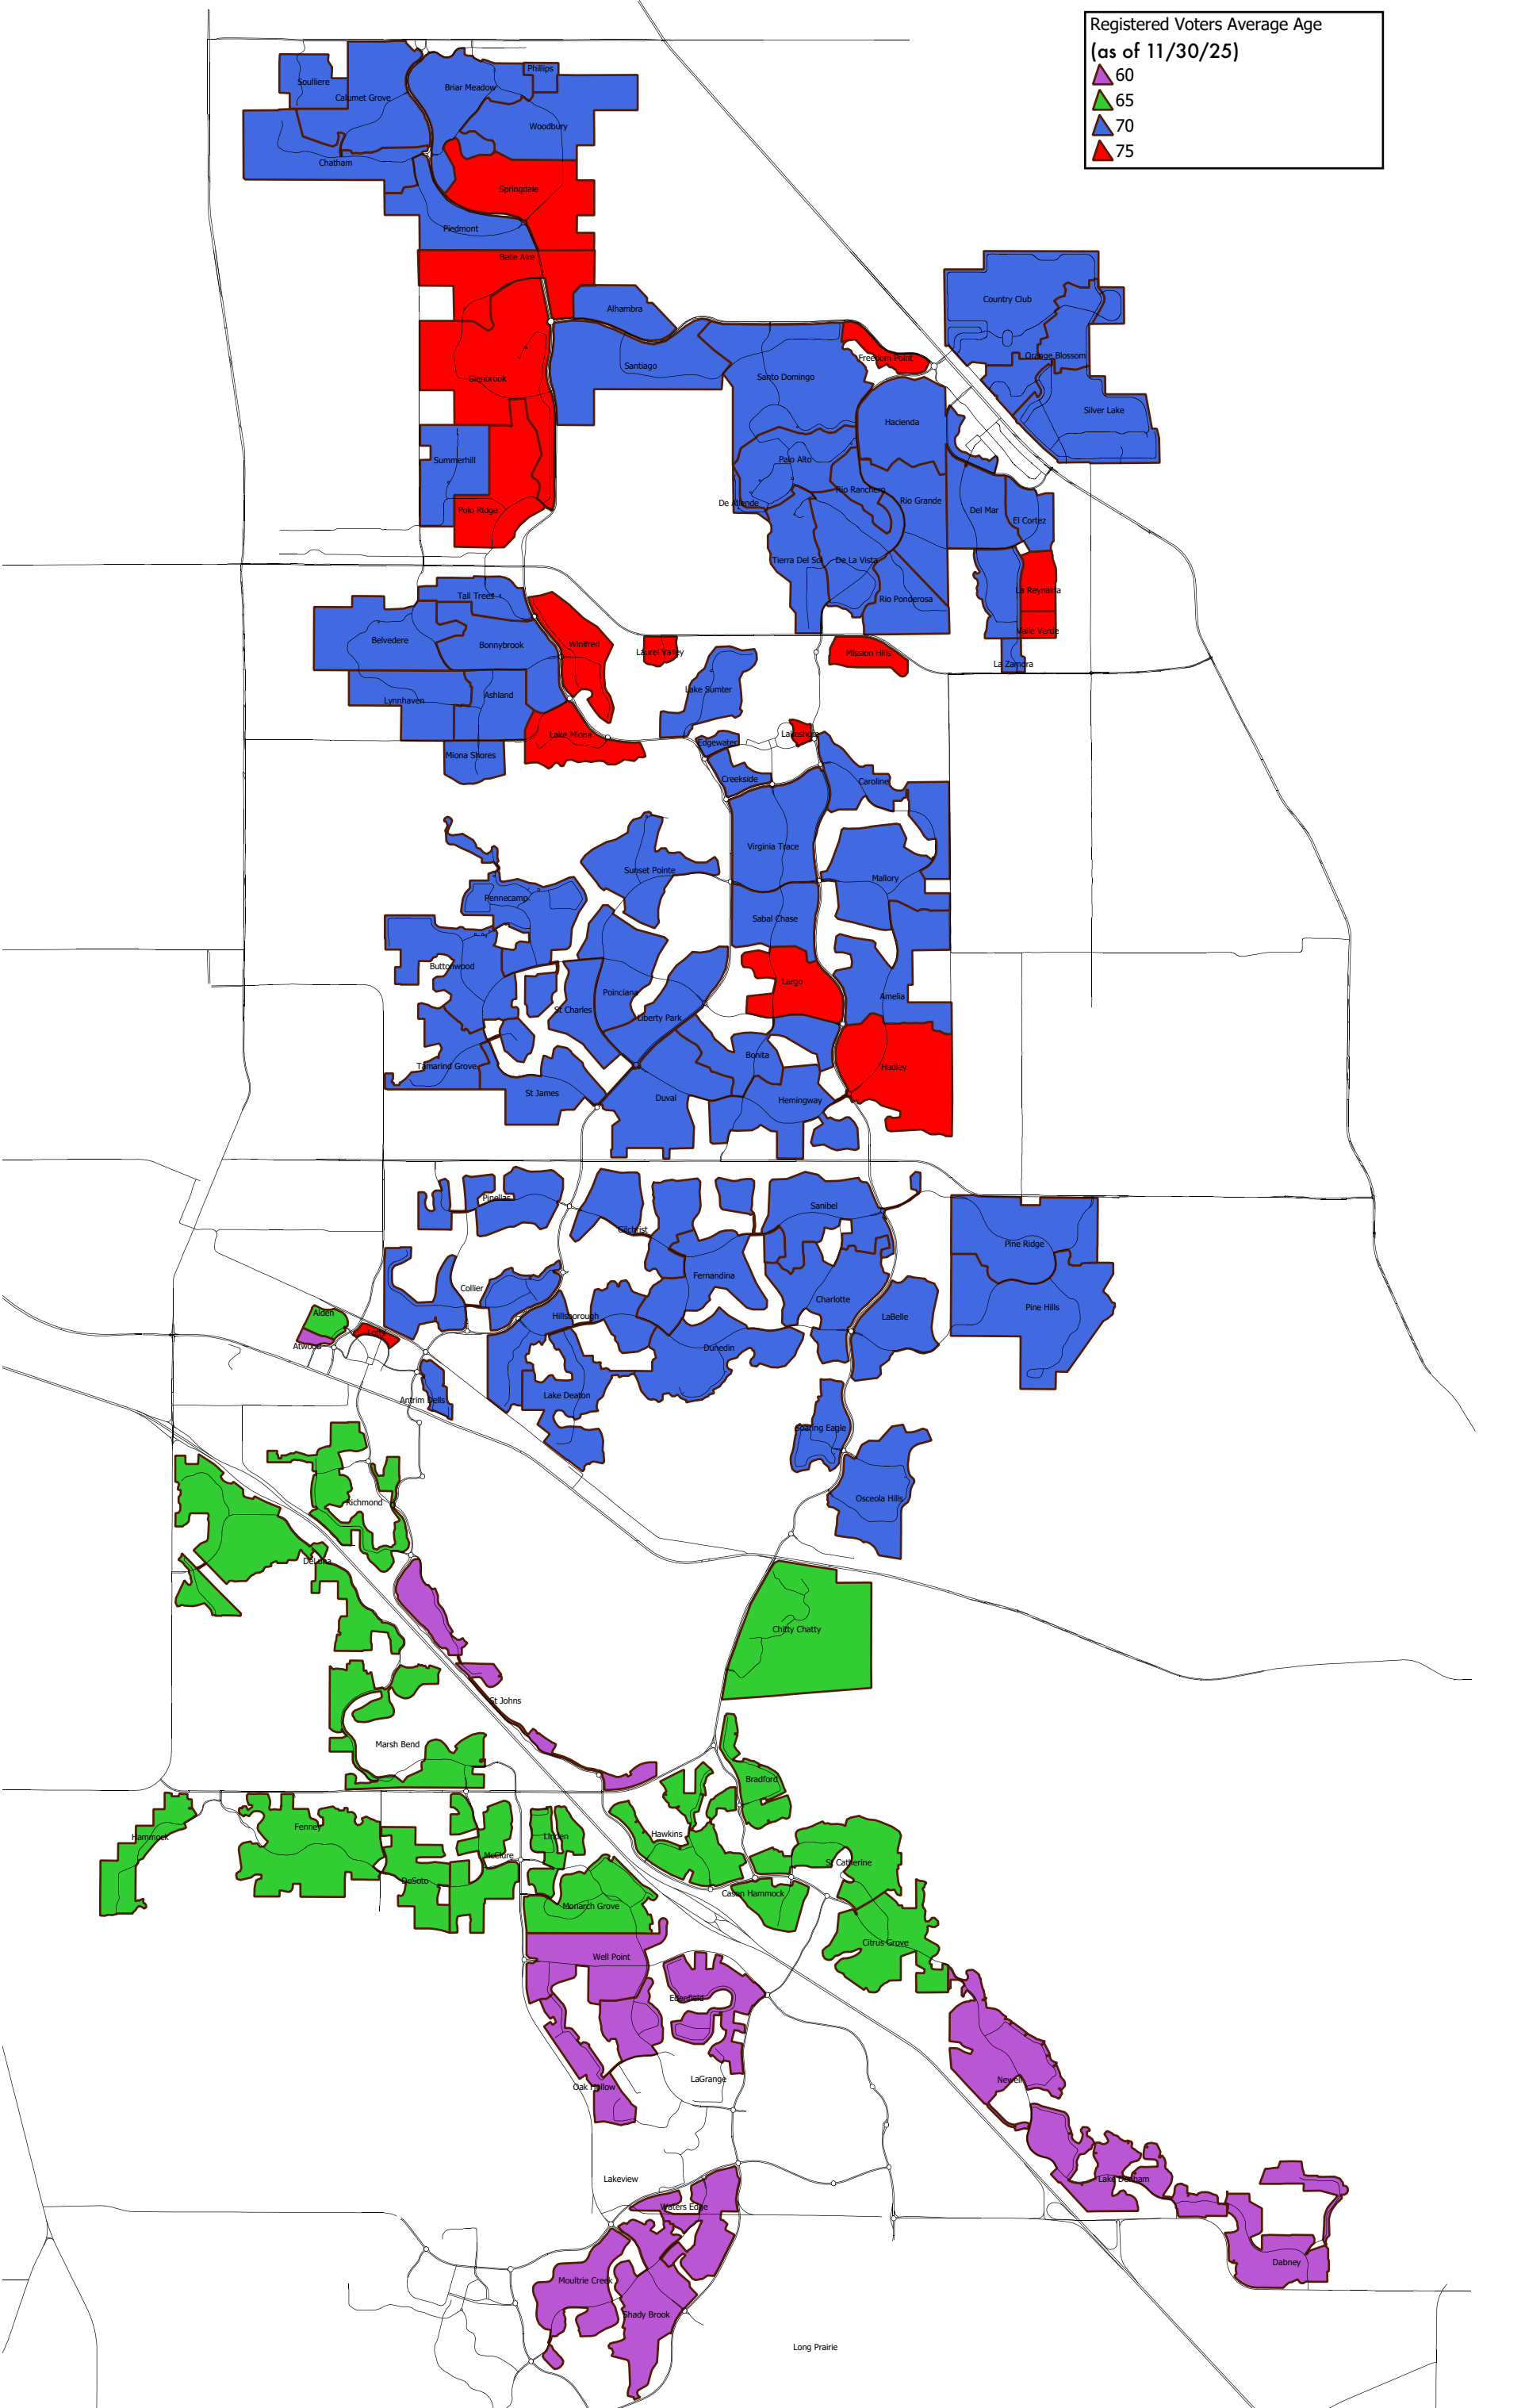 Registered Voters Average Age
(as of 11/30/25)
60
65
70
75
Phillips
Soulliere
Briar Meadow
Calumet Grove
Woodbury
Chatham
Springdale
Piedmont
Belle Aire
Country Club
Alhambra
Orange Blossom
Freedom Point
Santiago
Santo Domingo
Glenbrook
Silver Lake
Hacienda
Summerhill
Palo Alto
Rio Ranchero
Rio Grande
De Allende
Polo Ridge
Del Mar
El Cortez
Tierra Del Sol
De La Vista
La Reynalda
Tall Trees
Rio Ponderosa
Valle Verde
Belvedere
Bonnybrook
Winifred
Laurel Valley
Mission Hills
La Zamora
Lake Sumter
Ashland
Lynnhaven
Lake Miona
Lakeshore
Edgewater
Miona Shores
Creekside
Caroline
Virginia Trace
Sunset Pointe
Mallory
Pennecamp
Sabal Chase
Buttonwood
Largo
Poinciana
Amelia
St Charles
Liberty Park
Bonita
Tamarind Grove
Hadley
St James
Duval
Hemingway
Pinellas
Sanibel
Gilchrist
Pine Ridge
Fernandina
Collier
Charlotte
Pine Hills
Alden
Hillsborough
LaBelle
Atwood
Dunedin
Antrim Dells
Lake Deaton
Soaring Eagle
Osceola Hills
Richmond
DeLuna
Chitty Chatty
St Johns
Marsh Bend
Bradford
Fenney
Hammock
Linden
Hawkins
McClure
St Catherine
DeSoto
Cason Hammock
Monarch Grove
Citrus Grove
Well Point
Edenfield
LaGrange
Newell
Oak Hollow
Lakeview
Lake Denham
Waters Edge
Dabney
Moultrie Creek
Shady Brook
Long Prairie